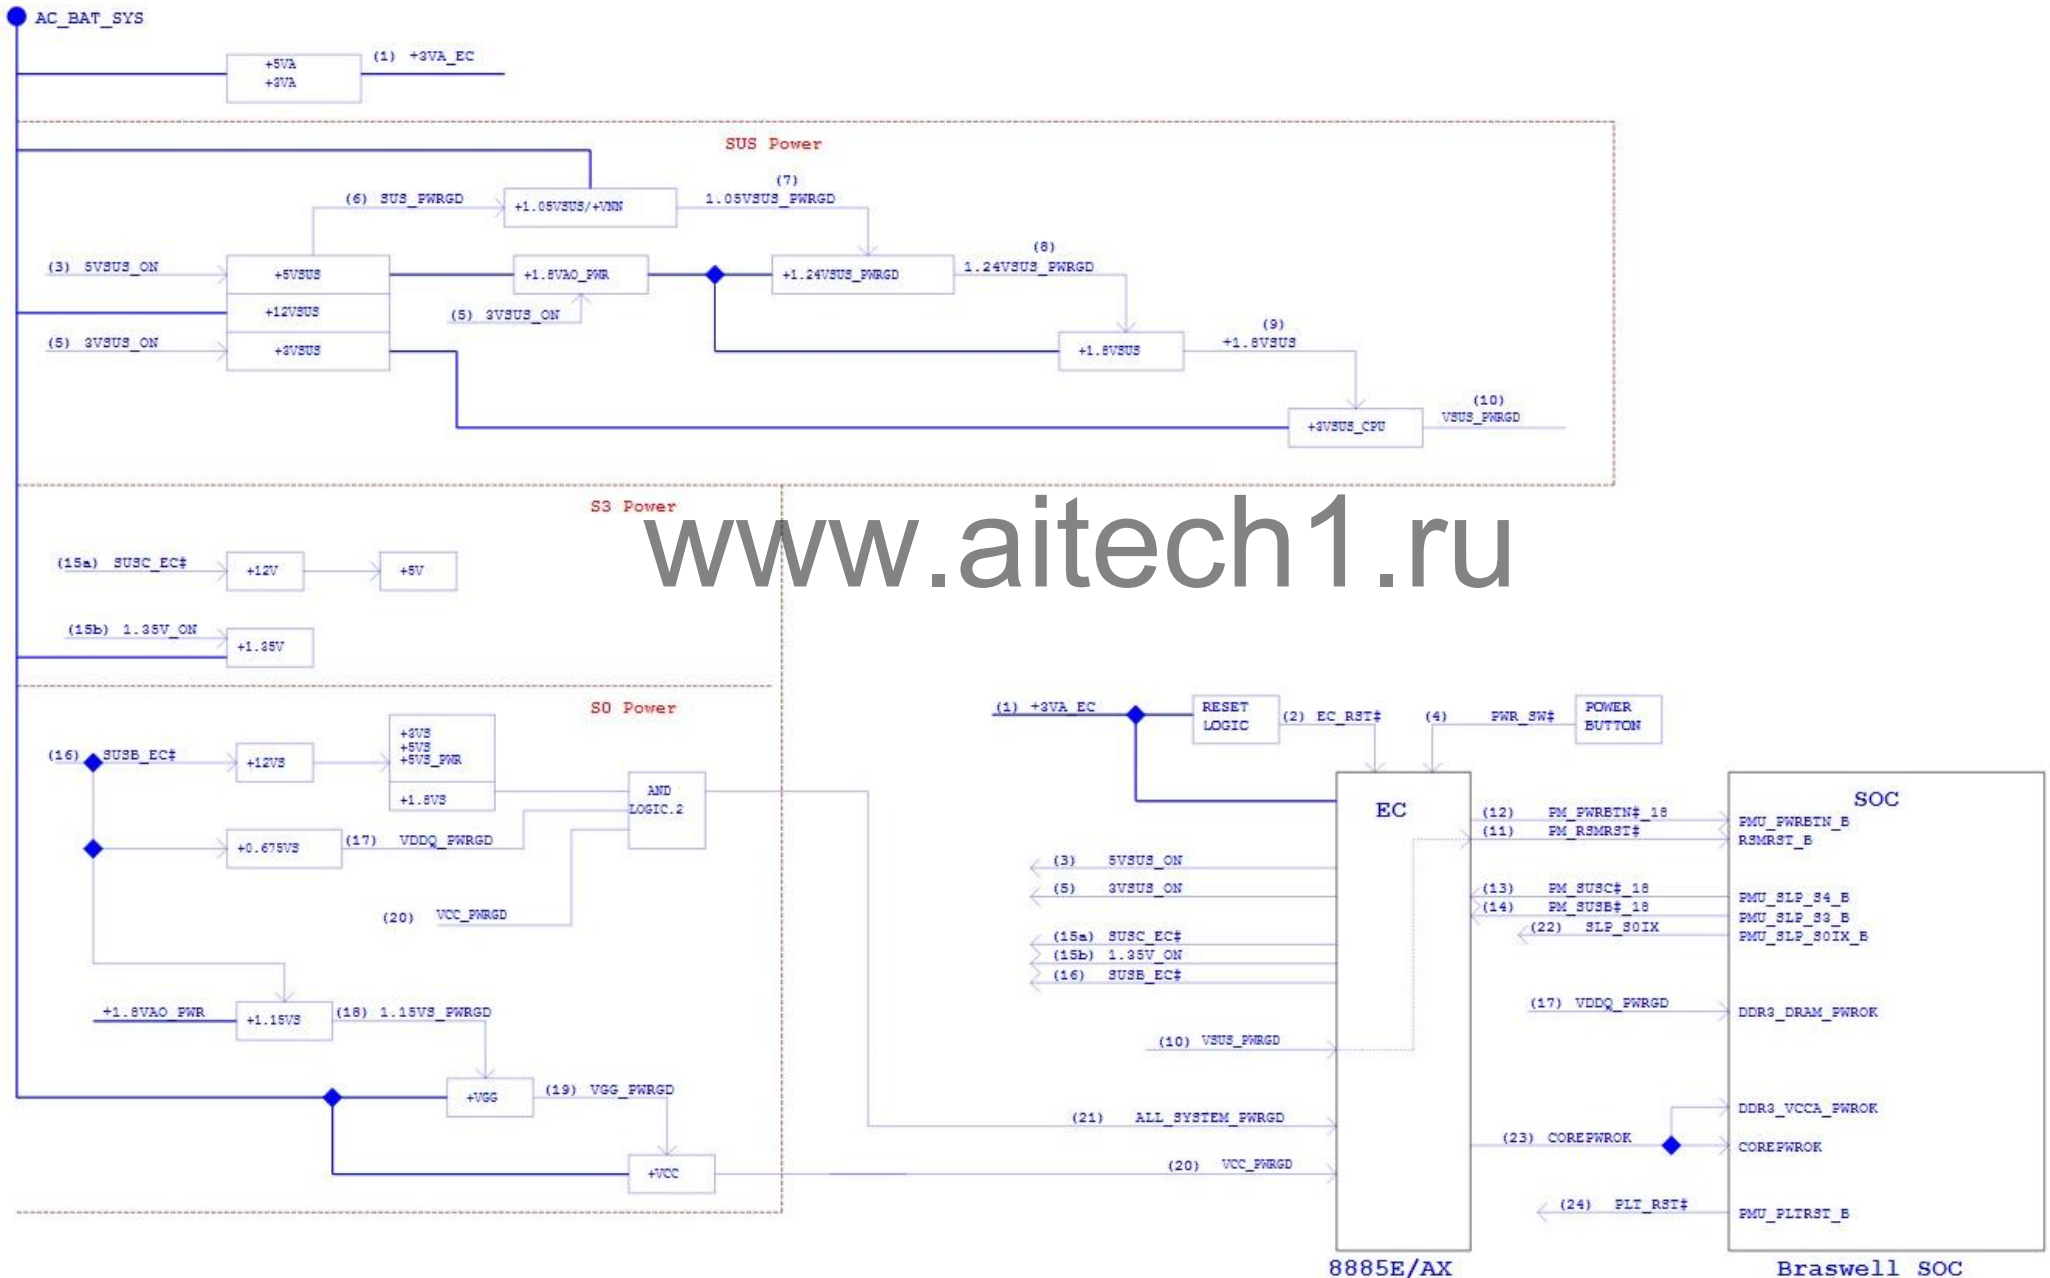 AC_BAT_SYS
+5VA
+3VA
(1) +3VA_EC
SUS Power
(6) SUS_PWRGD
+1.05VSUS/+VNN
(7)
1.05VSUS_PWRGD
(3) 5VSUS_ON
+5VSUS
+1.8VAO_PWR
+1.24VSUS_PWRGD
(8)
1.24VSUS_PWRGD
+12VSUS
(5) 3VSUS_ON
(5) 3VSUS_ON
+3VSUS
+1.8VSUS
(9)
+1.8VSUS
+3VSUS_CPU
(10)
VSUS_PWRGD
S3 Power
www.aitech1.ru
(15a) SUSC_EC#
+12V
+5V
(15b) 1.35V_ON
+1.35V
S0 Power
(16) SUSB_EC#
+12VS
+3VS
+5VS
+5VS_PWR
+1.8VS
AND
LOGIC.2
+0.675VS
(17) VDDQ_PWRGD
(20) VCC_PWRGD
+1.8VAO_PWR
+1.15VS
(18) 1.15VS_PWRGD
+VGG
(19) VGG_PWRGD
+VCC
(1) +3VA_EC
RESET
LOGIC
(2) EC_RST#
(4) PWR_SW#
POWER
BUTTON
EC
SOC
(12) PM_PWRBTN#_18
PMU_PWRBTN_B
(11) PM_RSMRST#
RSMRST_B
(3) 5VSUS_ON
(5) 3VSUS_ON
(13) PM_SUSC#_18
PMU_SLP_S4_B
(14) PM_SUSB#_18
PMU_SLP_S3_B
(22) SLP_S0IX
PMU_SLP_S0IX_B
(15a) SUSC_EC#
(15b) 1.35V_ON
(16) SUSB_EC#
(17) VDDQ_PWRGD
DDR3_DRAM_PWROK
(10) VSUS_PWRGD
(21) ALL_SYSTEM_PWRGD
DDR3_VCCA_PWROK
(23) COREPWROK
COREPWROK
(20) VCC_PWRGD
(24) PLT_RST#
PMU_PLTRST_B
8885E/AX
Braswell SOC